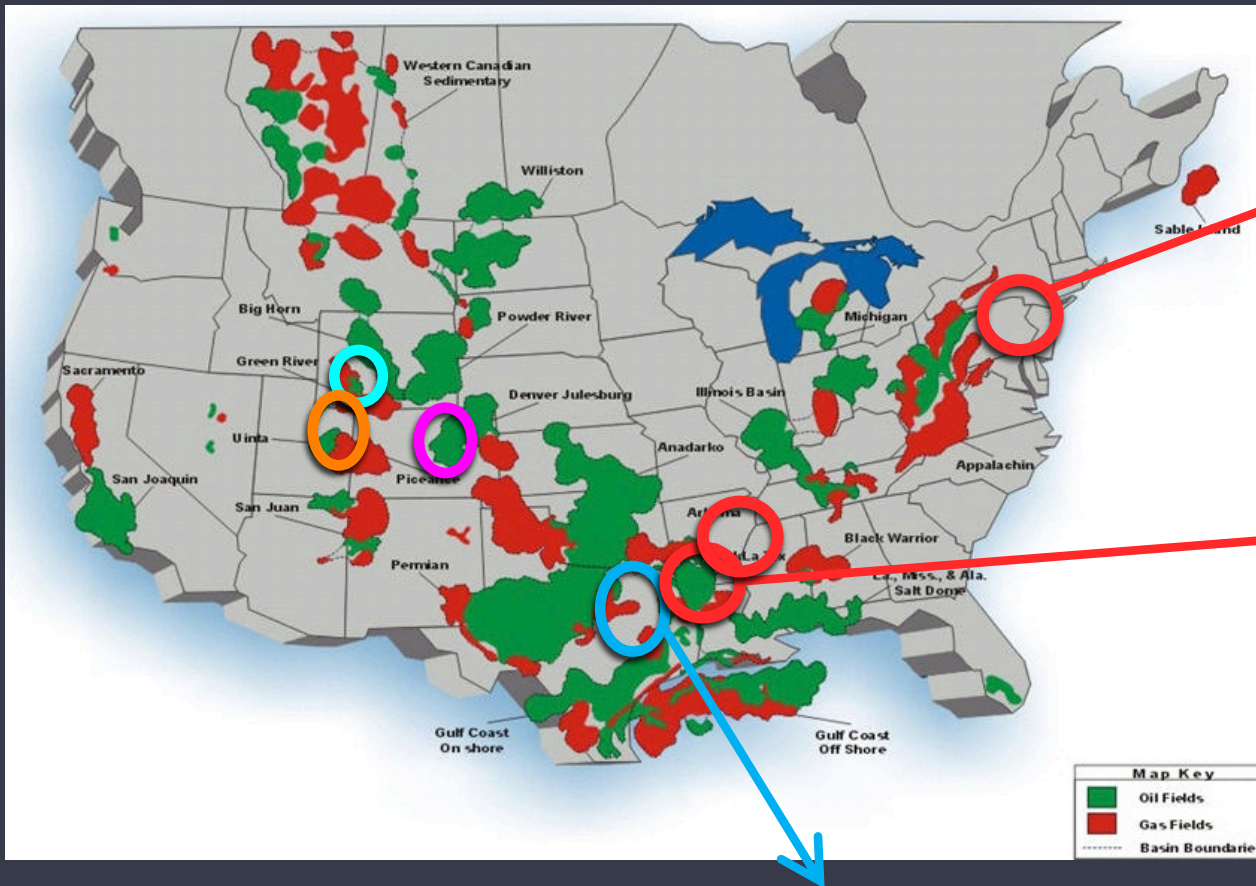 Western Canadian
Sedimentary
Williston
Sable
Big Horn
Powder River
Michigan
Green River
Sacramento
Denver Julesburg
Illinois Basin
Uinta
Anadarko
Appalachin
San Joaquin
Piceance
San Juan
Black Warrior
Permian
La., Miss., & Ala.
Salt Dome
Gulf Coast
On shore
Gulf Coast
Off Shore
Map Key
Oil Fields
Gas Fields
Basin Boundarie